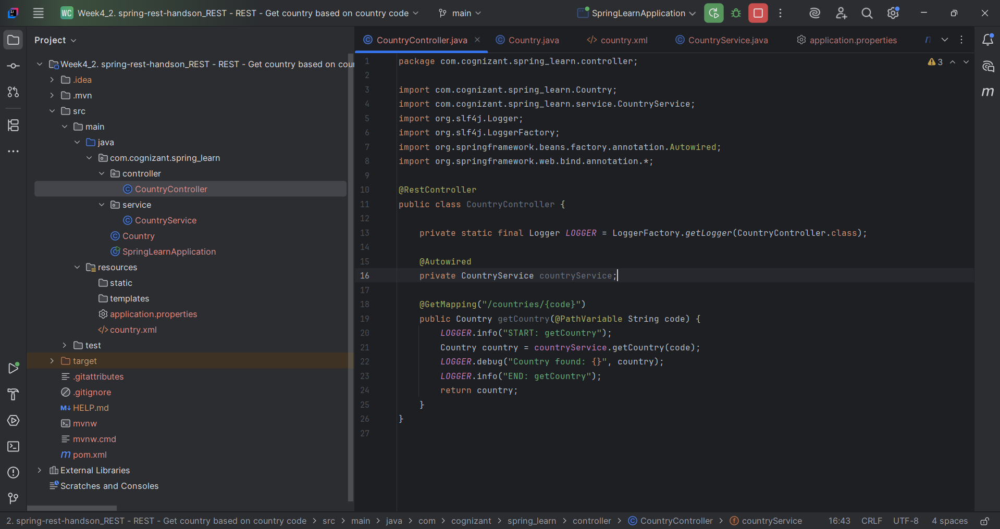 WC Week4_2. spring-rest-handson_REST - REST - Get country based on country code main SpringLearnApplication
Project
Week4_2. spring-rest-handson_REST - REST - Get country based on cou
.idea
.mvn
src
main
java
com.cognizant.spring_learn
controller
CountryController
service
CountryService
Country
SpringLearnApplication
resources
static
templates
application.properties
country.xml
test
target
.gitattributes
.gitignore
HELP.md
mvnw
mvnw.cmd
pom.xml
External Libraries
Scratches and Consoles
CountryController.java Country.java country.xml CountryService.java application.properties
3
1 package com.cognizant.spring_learn.controller;
2
3 import com.cognizant.spring_learn.Country;
4 import com.cognizant.spring_learn.service.CountryService;
5 import org.slf4j.Logger;
6 import org.slf4j.LoggerFactory;
7 import org.springframework.beans.factory.annotation.Autowired;
8 import org.springframework.web.bind.annotation.*;
9
10 @RestController
11 public class CountryController {
12
13 private static final Logger LOGGER = LoggerFactory.getLogger(CountryController.class);
14
15 @Autowired
16 private CountryService countryService;
17
18 @GetMapping("/countries/{code}")
19 public Country getCountry(@PathVariable String code) {
20 LOGGER.info("START: getCountry");
21 Country country = countryService.getCountry(code);
22 LOGGER.debug("Country found: {}", country);
23 LOGGER.info("END: getCountry");
24 return country;
25 }
26 }
27
2. spring-rest-handson_REST - REST - Get country based on country code > src > main > java > com > cognizant > spring_learn > controller > CountryController > countryService 16:43 CRLF UTF-8 4 spaces